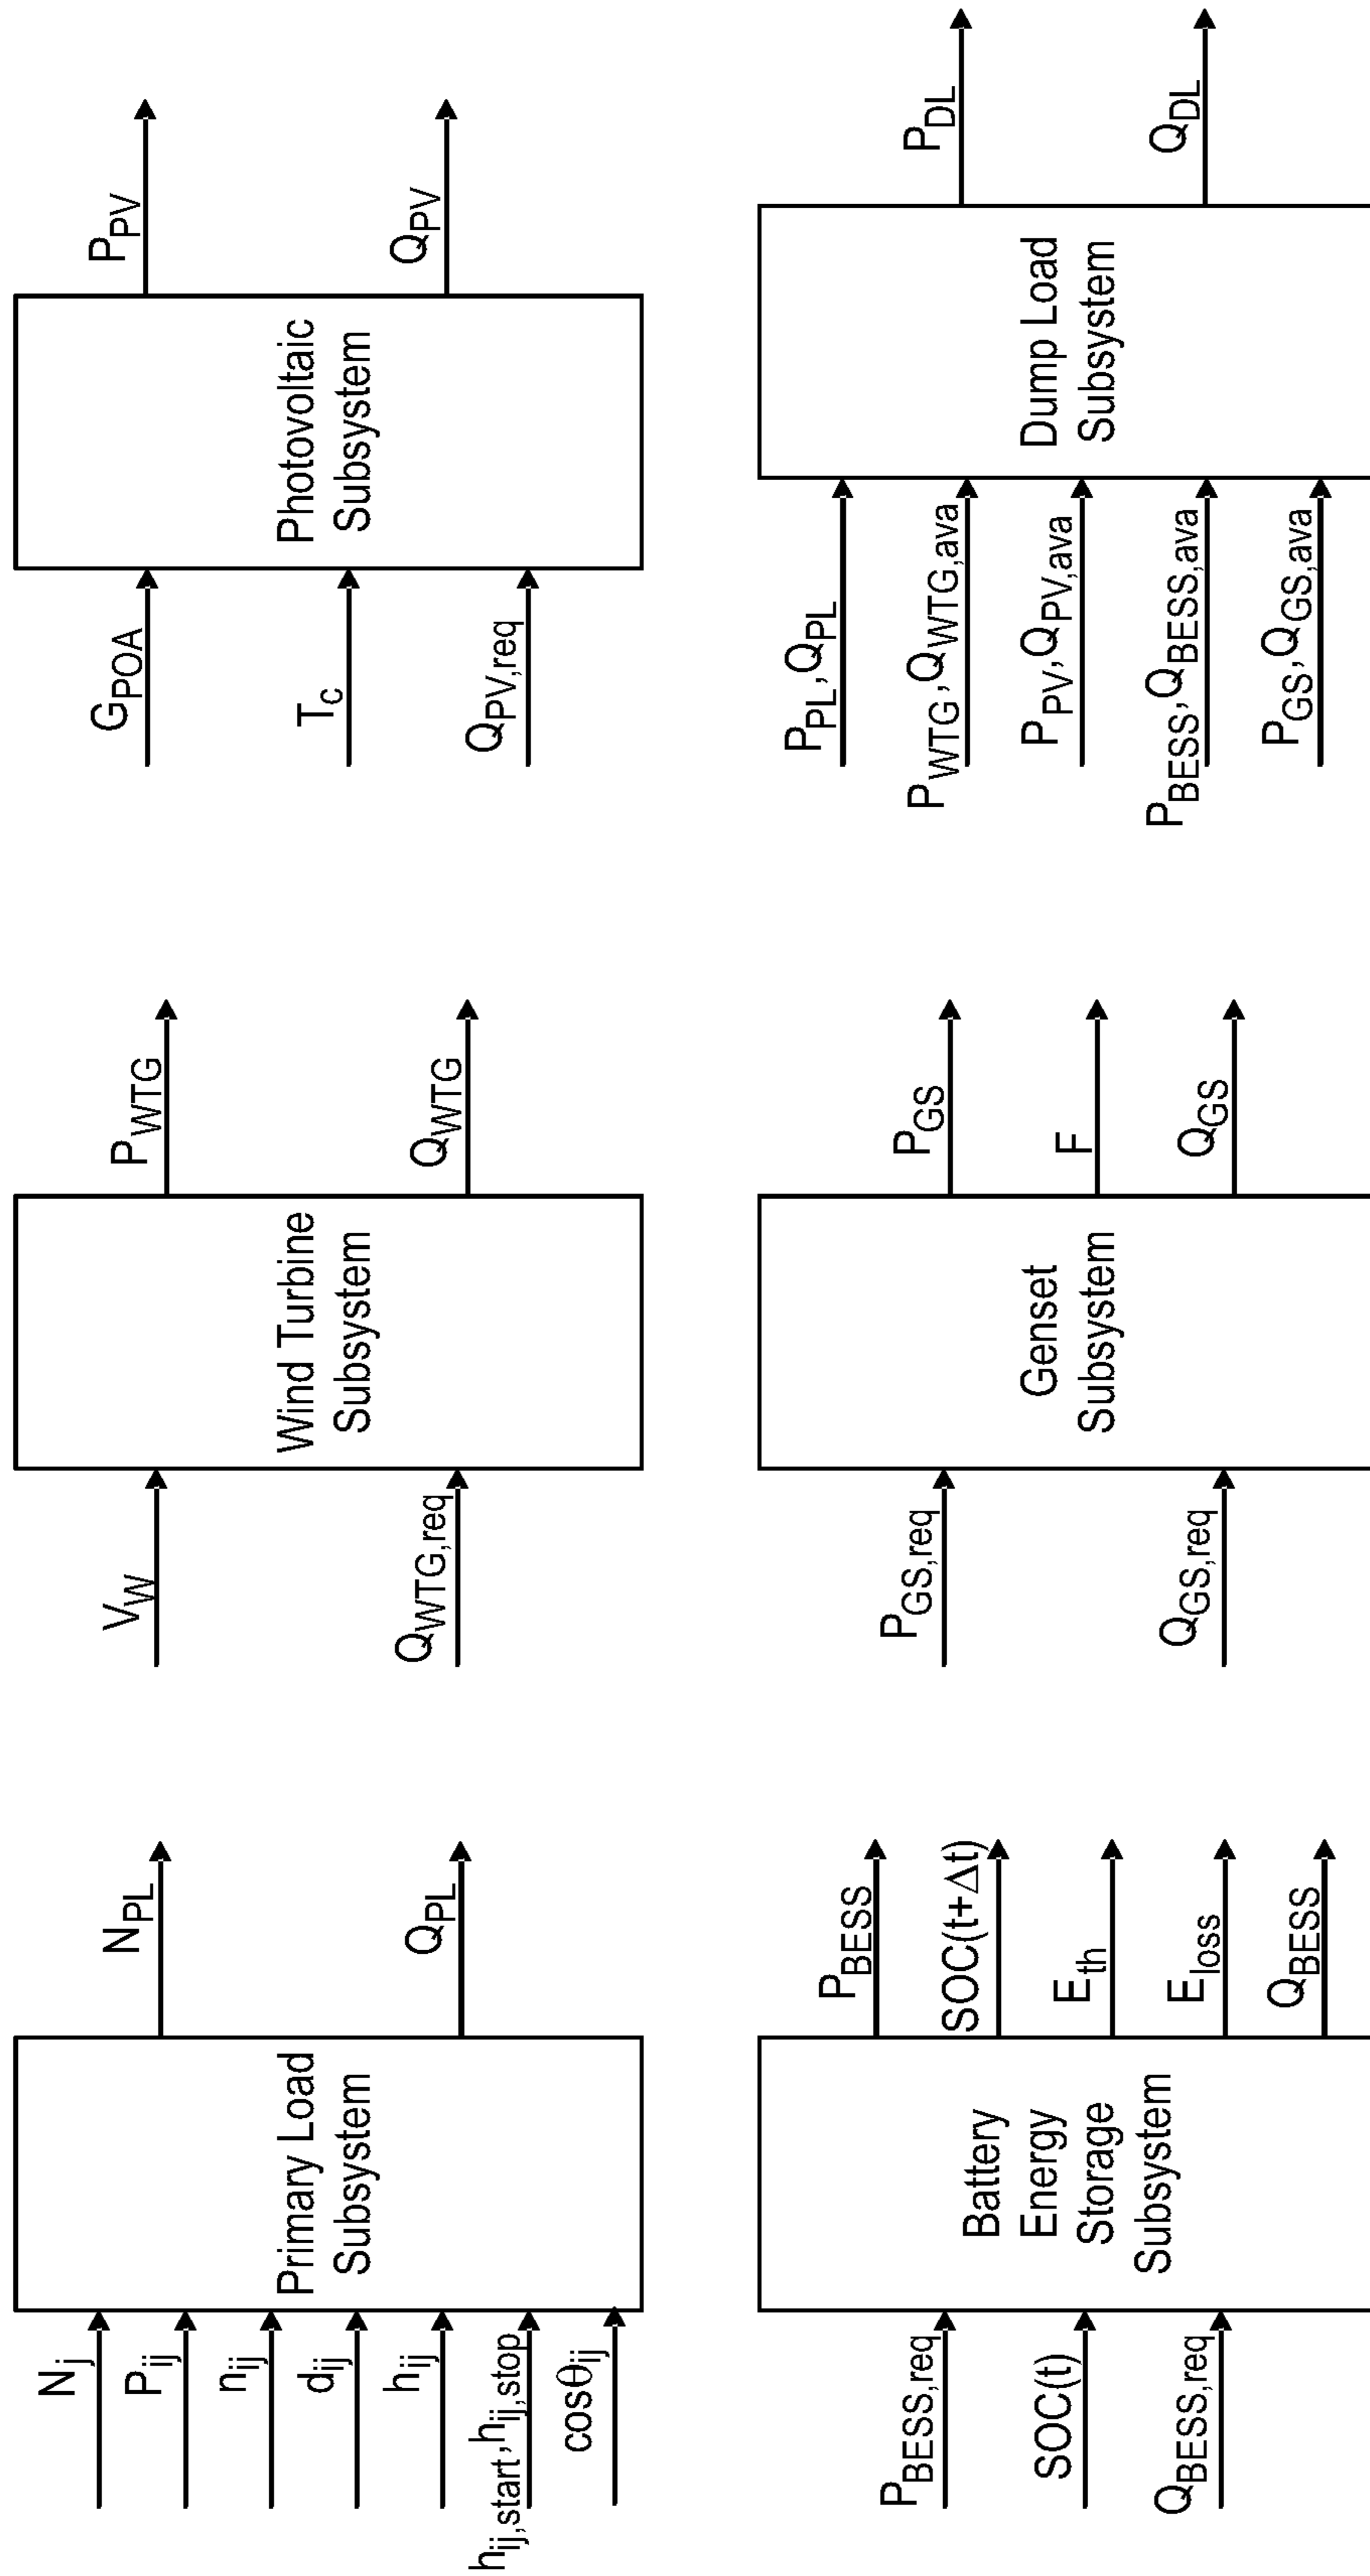 N_j
P_ij
n_ij
d_ij
h_ij
h_ij,start,h_ij,stop
cosθ_ij
Primary Load
Subsystem
N_PL
Q_PL
V_W
Q_WTG,req
Wind Turbine
Subsystem
P_WTG
Q_WTG
G_POA
T_c
Q_PV,req
Photovoltaic
Subsystem
P_PV
Q_PV
P_BESS,req
SOC(t)
Q_BESS,req
Battery
Energy
Storage
Subsystem
P_BESS
SOC(t+Δt)
E_th
E_loss
Q_BESS
P_GS,req
Q_GS,req
Genset
Subsystem
P_GS
F
Q_GS
P_PL,Q_PL
P_WTG,Q_WTG,ava
P_PV,Q_PV,ava
P_BESS,Q_BESS,ava
P_GS,Q_GS,ava
Dump Load
Subsystem
P_DL
Q_DL